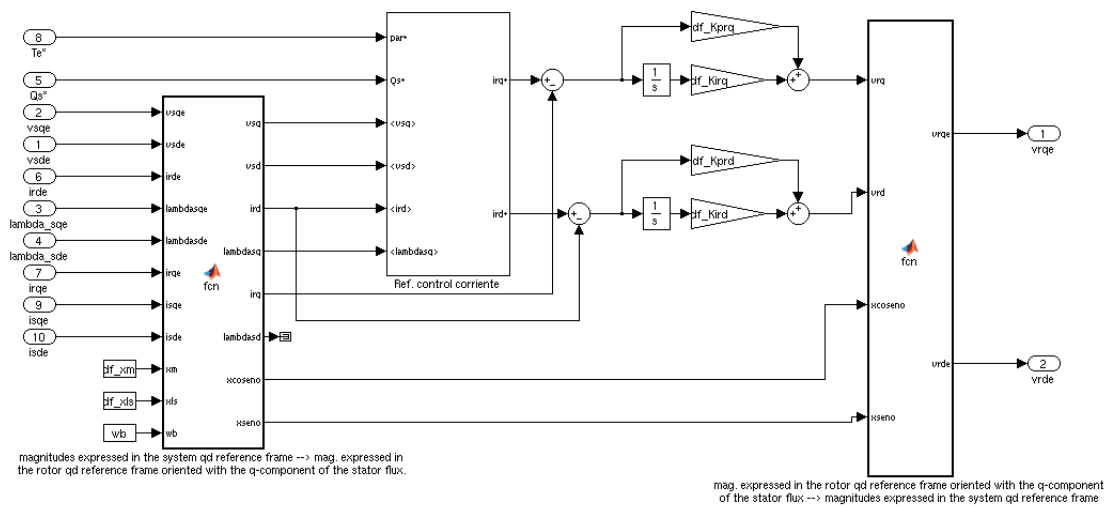 8
Te*
5
Qs*
2
vsqe
1
vsde
6
irde
3
lambda_sqe
4
lambda_sde
7
irqe
9
isqe
10
isde
df_xm
df_xls
wb
vsqe
vsde
irde
lambdasqe
lambdasde
irqe
isqe
isde
xm
xls
wb
fcn
vsq
vsd
ird
lambdasq
irq
lambdasd
xcoseno
xseno
magnitudes expressed in the system qd reference frame --> mag. expressed in
the rotor qd reference frame oriented with the q-component of the stator flux.
par*
Qs*
<vsq>
<vsd>
<ird>
<lambdasq>
irq*
ird*
Ref. control corriente
+
−
+
−
df_Kprq
1
s
df_Kirq
+
+
df_Kprd
1
s
df_Kird
+
+
vrq
vrd
xcoseno
xseno
fcn
vrqe
vrde
1
vrqe
2
vrde
mag. expressed in the rotor qd reference frame oriented with the q-component
of the stator flux --> magnitudes expressed in the system qd reference frame